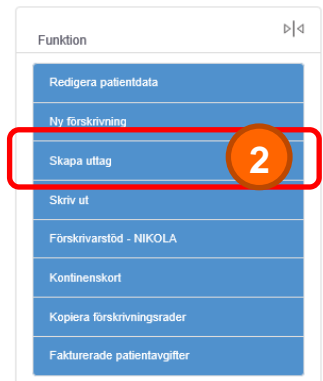 Funktion
Redigera patientdata
Ny förskrivning
Skapa uttag
2
Skriv ut
Förskrivarstöd - NIKOLA
Kontinenskort
Kopiera förskrivningsrader
Fakturerade patientavgifter